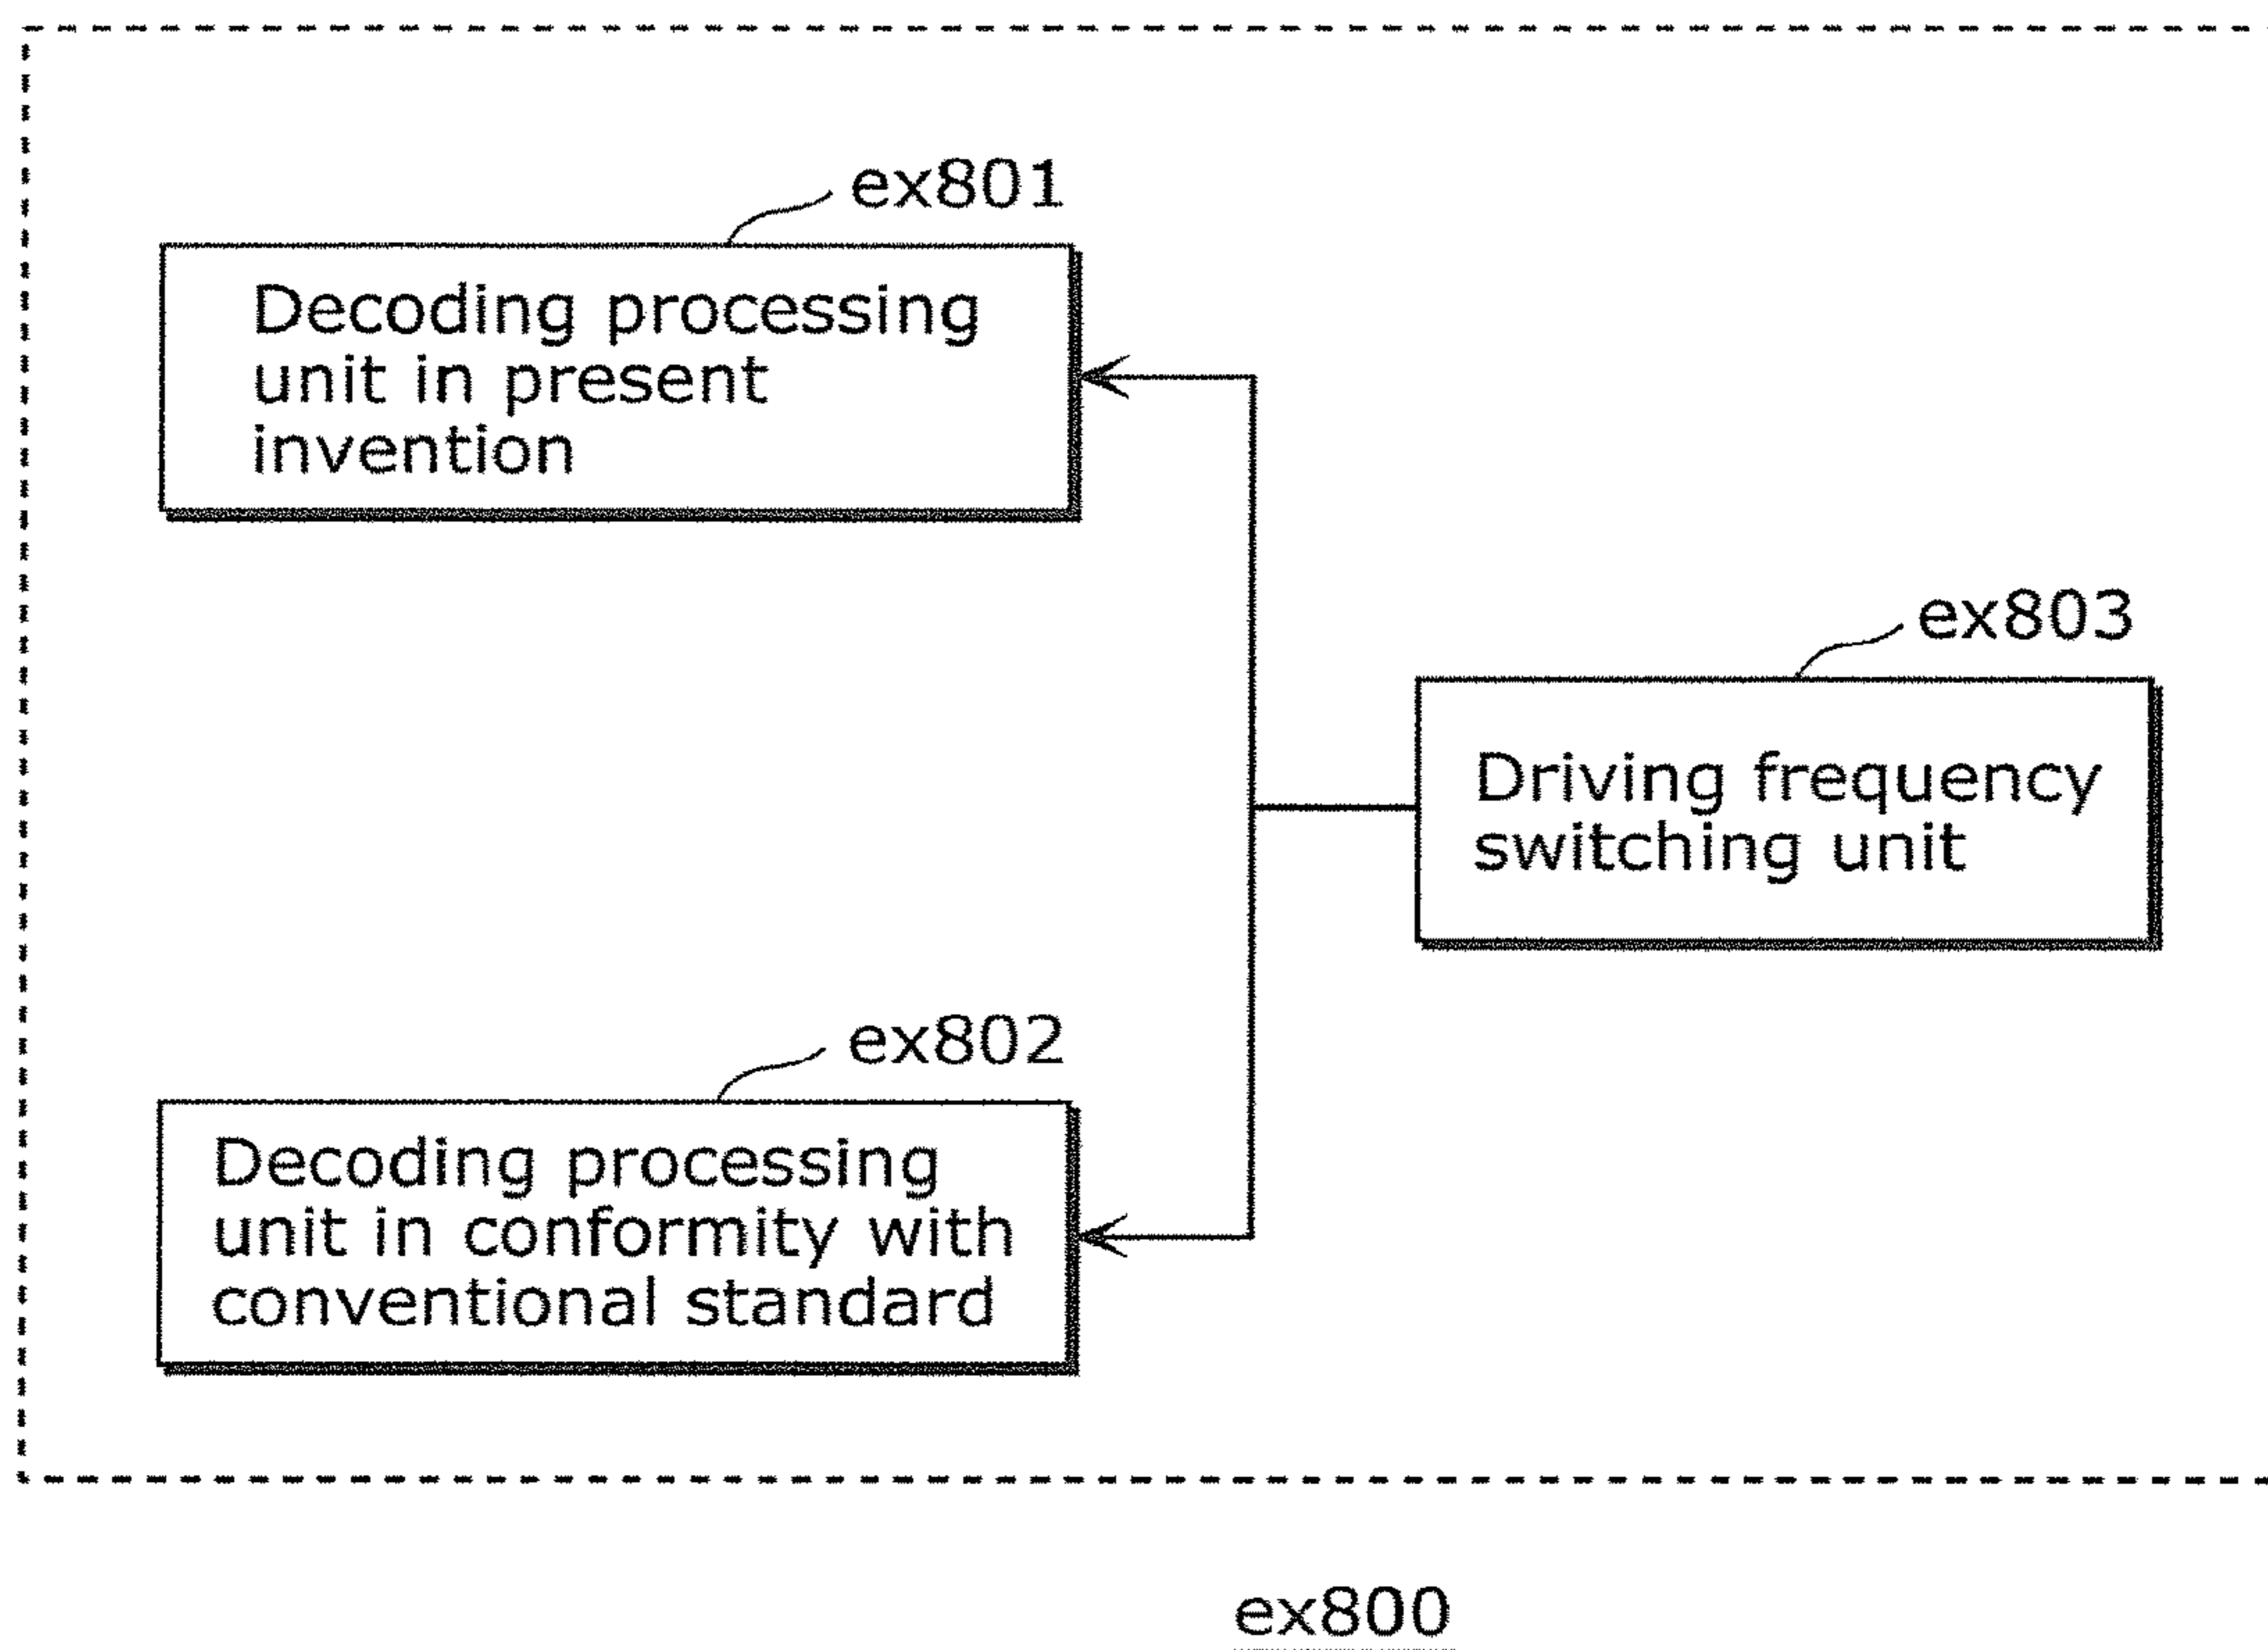 ex801
Decoding processing
unit in present
invention
ex803
Driving frequency
switching unit
ex802
Decoding processing
unit in conformity with
conventional standard
ex800